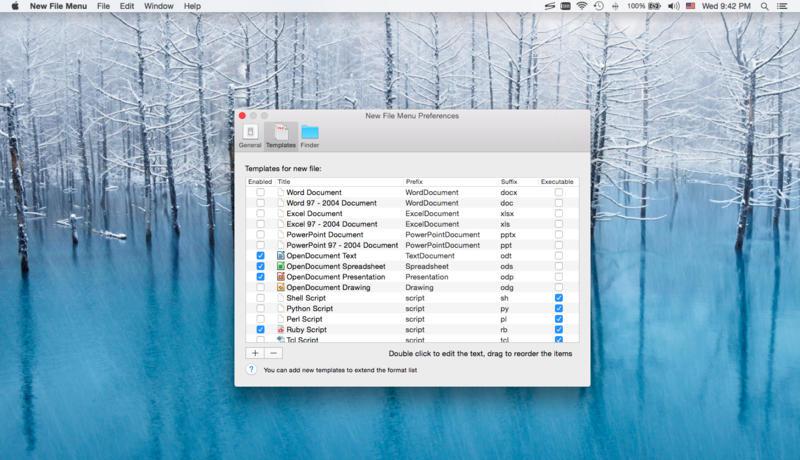 New File Menu File Edit Window Help 100% Wed 9:42 PM
New File Menu Preferences
General Templates Finder
Templates for new file:
Enabled Title Prefix Suffix Executable
Word Document WordDocument docx
Word 97 - 2004 Document WordDocument doc
Excel Document ExcelDocument xlsx
Excel 97 - 2004 Document ExcelDocument xls
PowerPoint Document PowerPointDocument pptx
PowerPoint 97 - 2004 Document PowerPointDocument ppt
OpenDocument Text TextDocument odt
OpenDocument Spreadsheet Spreadsheet ods
OpenDocument Presentation Presentation odp
OpenDocument Drawing Drawing odg
Shell Script script sh
Python Script script py
Perl Script script pl
Ruby Script script rb
Tcl Script script tcl
+ − Double click to edit the text, drag to reorder the items
? You can add new templates to extend the format list